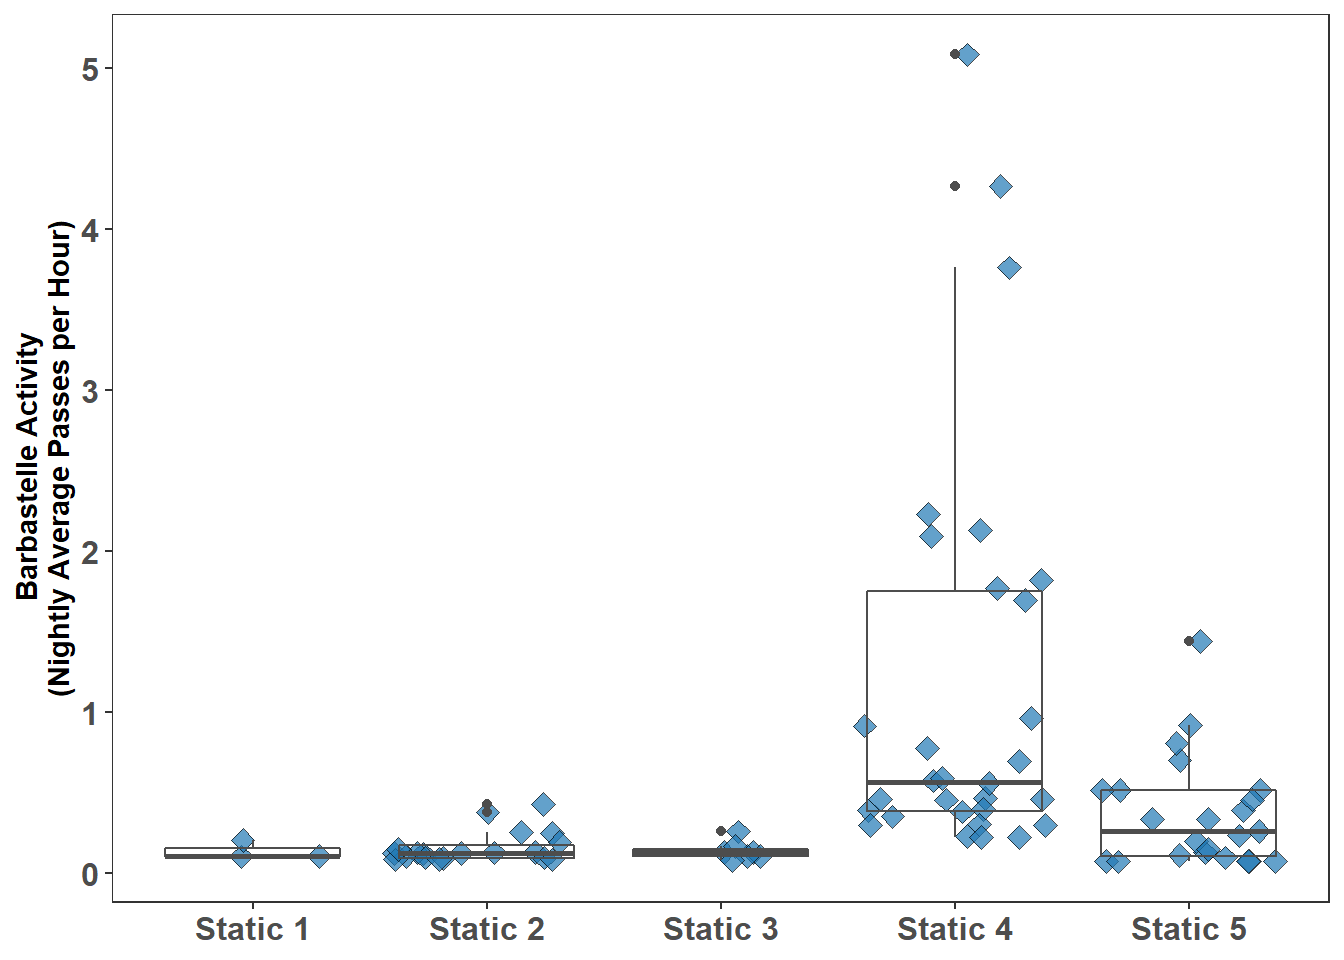 Barbastelle Activity
(Nightly Average Passes per Hour)
5
4
3
2
1
0
Static 1
Static 2
Static 3
Static 4
Static 5